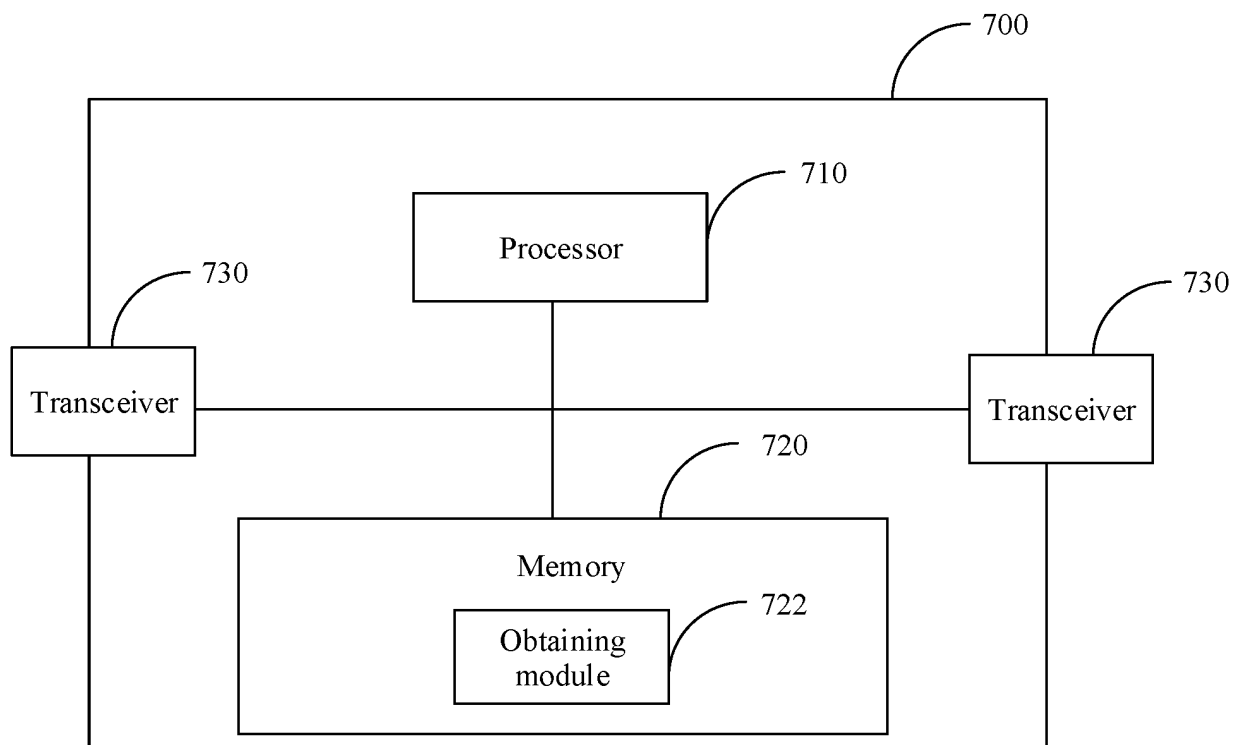 700
710
Processor
730
730
Transceiver
Transceiver
720
Memory
722
Obtaining
module